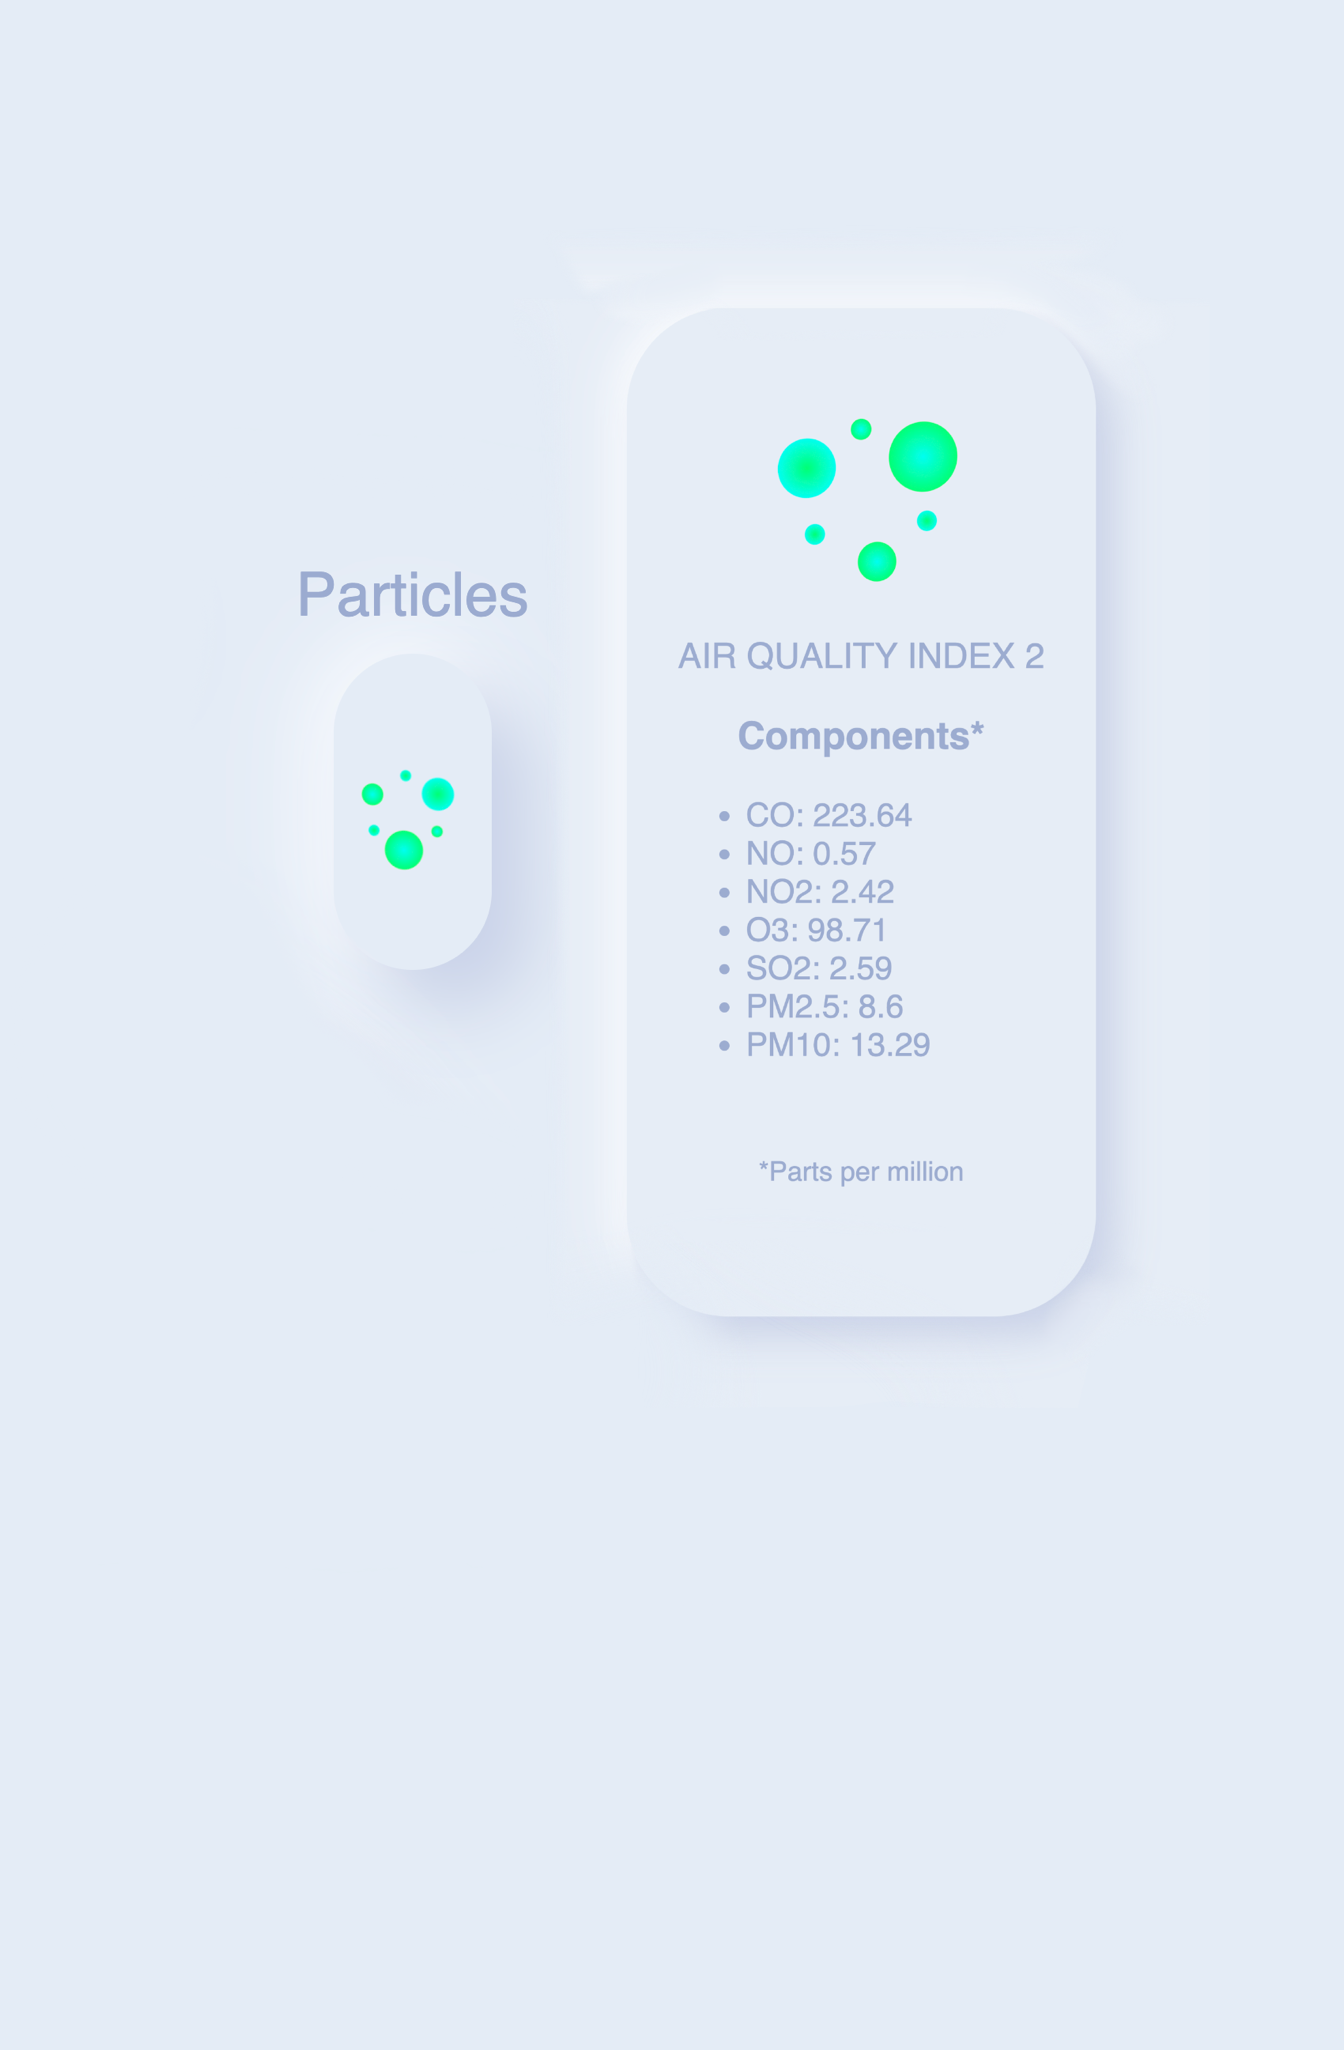 Particles
AIR QUALITY INDEX 2
Components*
• CO: 223.64
• NO: 0.57
• NO2: 2.42
• O3: 98.71
• SO2: 2.59
• PM2.5: 8.6
• PM10: 13.29
*Parts per million